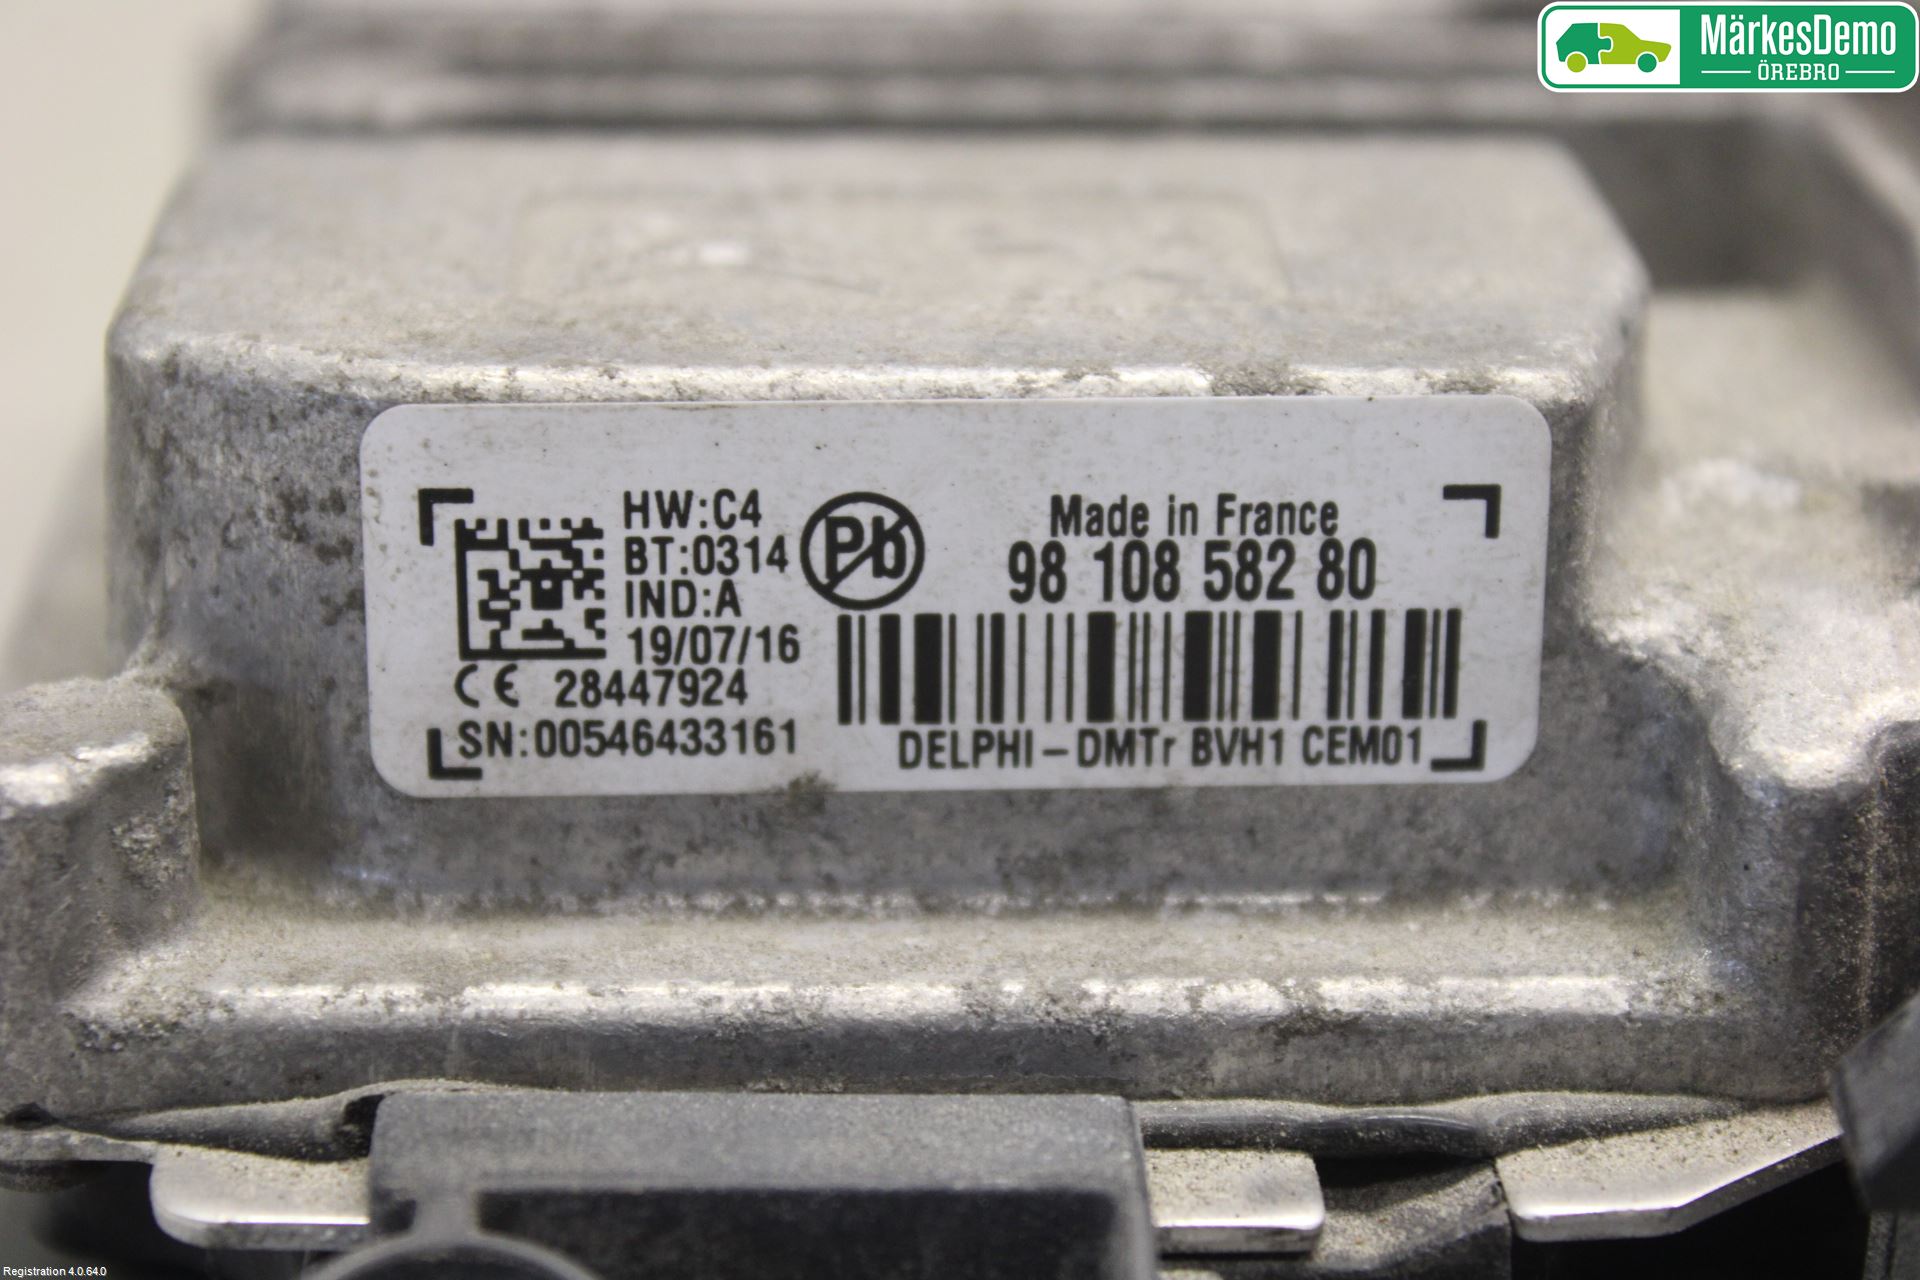 MärkesDemo
ÖREBRO
HW:C4
BT:0314
IND:A
19/07/16
CE 28447924
SN:00546433161
Pb
Made in France
98 108 582 80
DELPHI-DMTr BVH1 CEM01
Registration 4.0.64.0